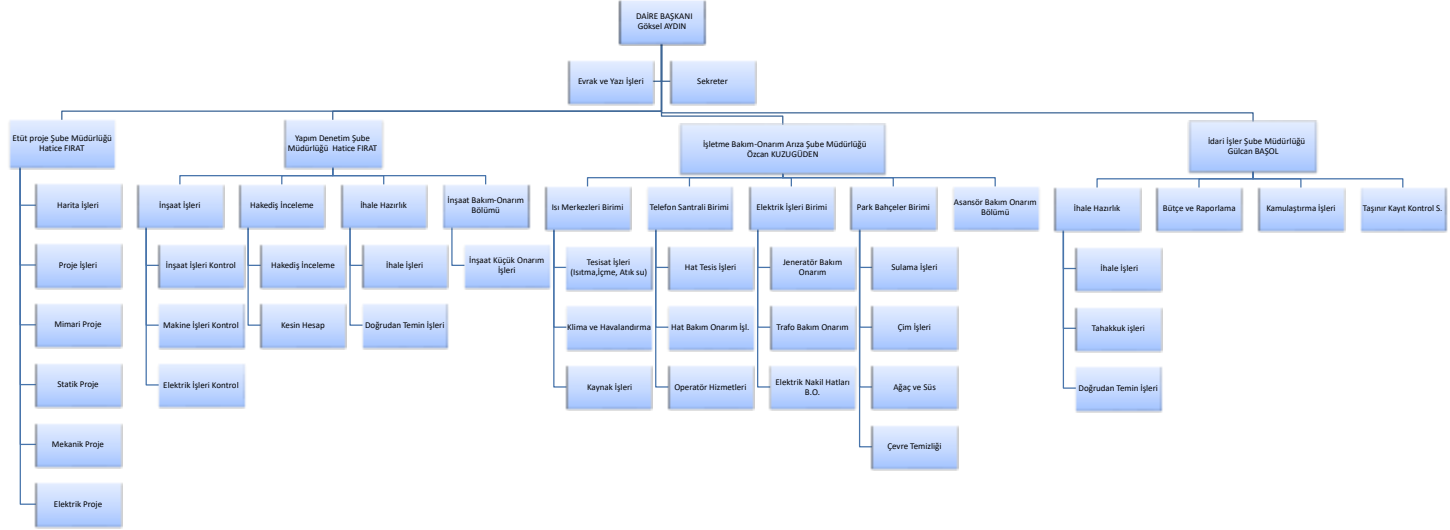 DAİRE BAŞKANI
Göksel AYDIN
Evrak ve Yazı İşleri
Sekreter
Etüt proje Şube Müdürlüğü
Hatice FIRAT
Harita İşleri
Proje İşleri
Mimari Proje
Statik Proje
Mekanik Proje
Elektrik Proje
Yapım Denetim Şube
Müdürlüğü Hatice FIRAT
İnşaat İşleri
İnşaat İşleri Kontrol
Makine İşleri Kontrol
Elektrik İşleri Kontrol
Hakediş İnceleme
Hakediş İnceleme
Kesin Hesap
İhale Hazırlık
İhale İşleri
Doğrudan Temin İşleri
İnşaat Bakım-Onarım
Bölümü
İnşaat Küçük Onarım
İşleri
İşletme Bakım-Onarım Arıza Şube Müdürlüğü
Özcan KUZUGÜDEN
Isı Merkezleri Birimi
Tesisat İşleri
(Isıtma,İçme, Atık su)
Klima ve Havalandırma
Kaynak İşleri
Telefon Santrali Birimi
Hat Tesis İşleri
Hat Bakım Onarım İşl.
Operatör Hizmetleri
Elektrik İşleri Birimi
Jeneratör Bakım
Onarım
Trafo Bakım Onarım
Elektrik Nakil Hatları
B.O.
Park Bahçeler Birimi
Sulama İşleri
Çim İşleri
Ağaç ve Süs
Çevre Temizliği
Asansör Bakım Onarım
Bölümü
İdari İşler Şube Müdürlüğü
Gülcan BAŞOL
İhale Hazırlık
İhale İşleri
Tahakkuk işleri
Doğrudan Temin İşleri
Bütçe ve Raporlama
Kamulaştırma İşleri
Taşınır Kayıt Kontrol S.